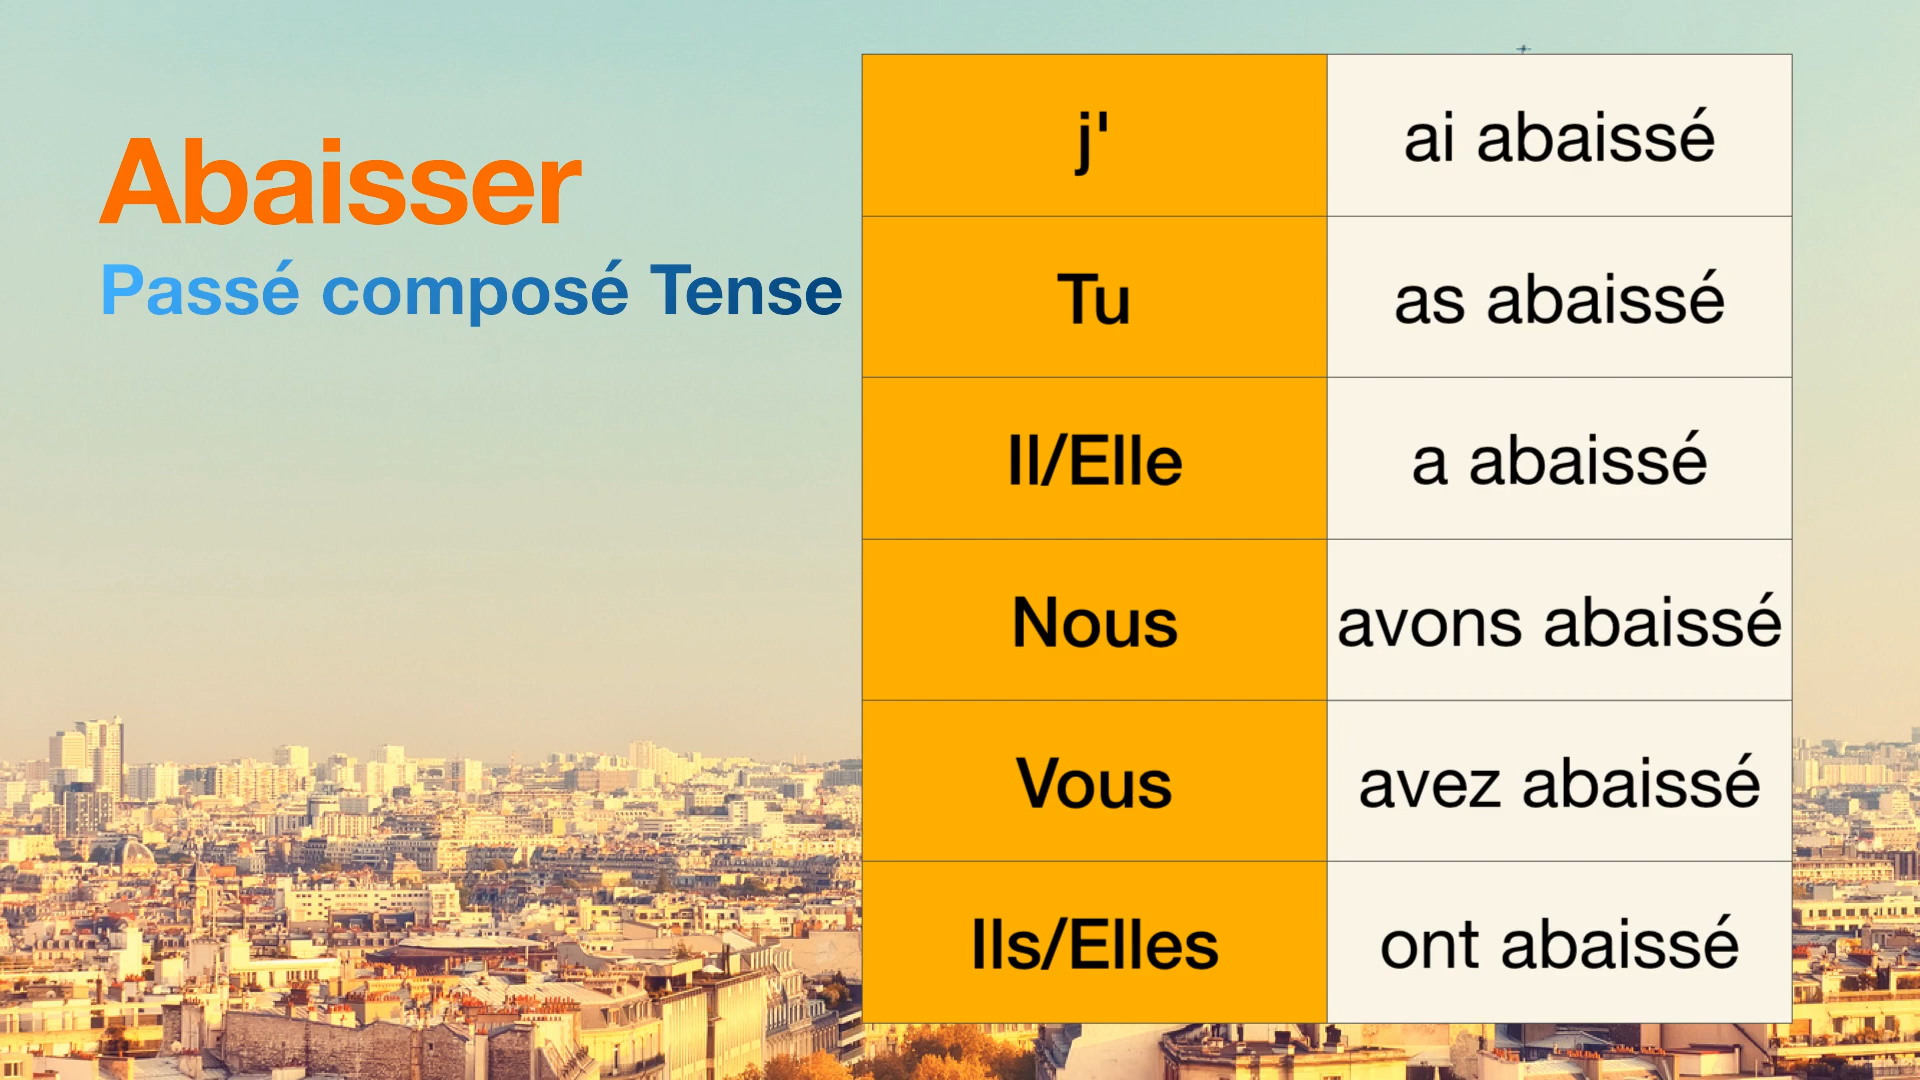 Abaisser
Passé composé Tense
j' ai abaissé
Tu as abaissé
Il/Elle a abaissé
Nous avons abaissé
Vous avez abaissé
Ils/Elles ont abaissé